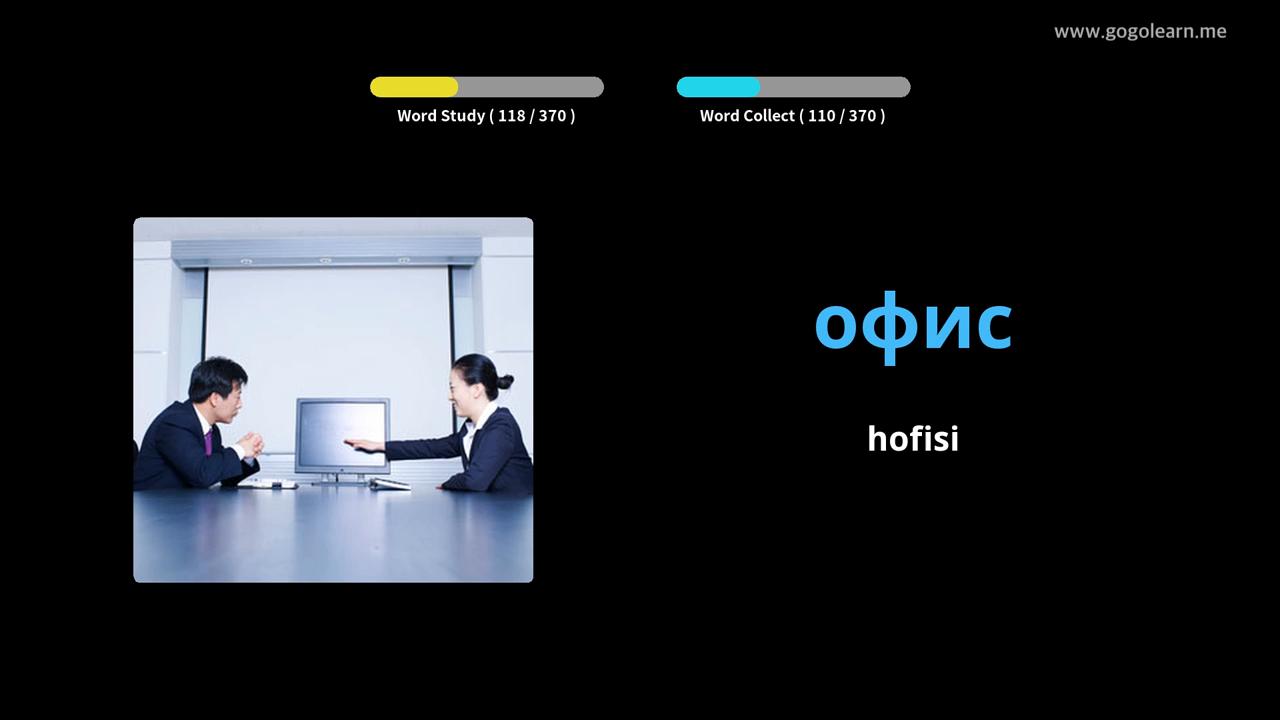 www.gogolearn.me
Word Study ( 118 / 370 )
Word Collect ( 110 / 370 )
офис
hofisi